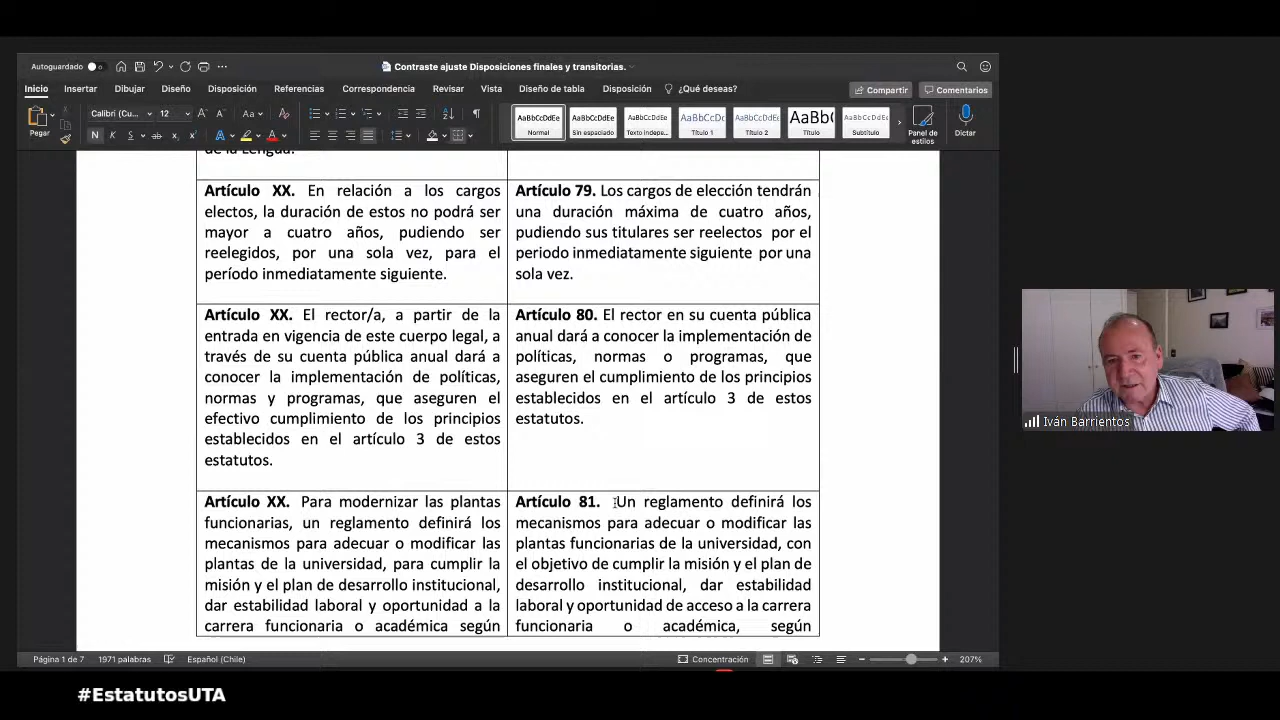 Autoguardado
Contraste ajuste Disposiciones finales y transitorias.
Inicio Insertar Dibujar Diseño Disposición Referencias Correspondencia Revisar Vista Diseño de tabla Disposición ¿Qué deseas? Compartir Comentarios
Calibri (Cu... 12
AaBbCcDdEe AaBbCcDdEe AaBbCcDdE AaBbCcDc AaBbCcDdEe AaBbC AaBbCcDdEe
Pegar
N K S ab x A
Normal Sin espaciado Texto indepe... Título 1 Título 2 Título Subtítulo
Panel de estilos Dictar
de la Lengua.
Artículo XX. En relación a los cargos
electos, la duración de estos no podrá ser
mayor a cuatro años, pudiendo ser
reelegidos, por una sola vez, para el
período inmediatamente siguiente.
Artículo 79. Los cargos de elección tendrán
una duración máxima de cuatro años,
pudiendo sus titulares ser reelectos por el
periodo inmediatamente siguiente por una
sola vez.
Artículo XX. El rector/a, a partir de la
entrada en vigencia de este cuerpo legal, a
través de su cuenta pública anual dará a
conocer la implementación de políticas,
normas y programas, que aseguren el
efectivo cumplimiento de los principios
establecidos en el artículo 3 de estos
estatutos.
Artículo 80. El rector en su cuenta pública
anual dará a conocer la implementación de
políticas, normas o programas, que
aseguren el cumplimiento de los principios
establecidos en el artículo 3 de estos
estatutos.
Artículo XX. Para modernizar las plantas
funcionarias, un reglamento definirá los
mecanismos para adecuar o modificar las
plantas de la universidad, para cumplir la
misión y el plan de desarrollo institucional,
dar estabilidad laboral y oportunidad a la
carrera funcionaria o académica según
Artículo 81. Un reglamento definirá los
mecanismos para adecuar o modificar las
plantas funcionarias de la universidad, con
el objetivo de cumplir la misión y el plan de
desarrollo institucional, dar estabilidad
laboral y oportunidad de acceso a la carrera
funcionaria o académica, según
Iván Barrientos
Página 1 de 7 1971 palabras Español (Chile) Concentración 207%
#EstatutosUTA